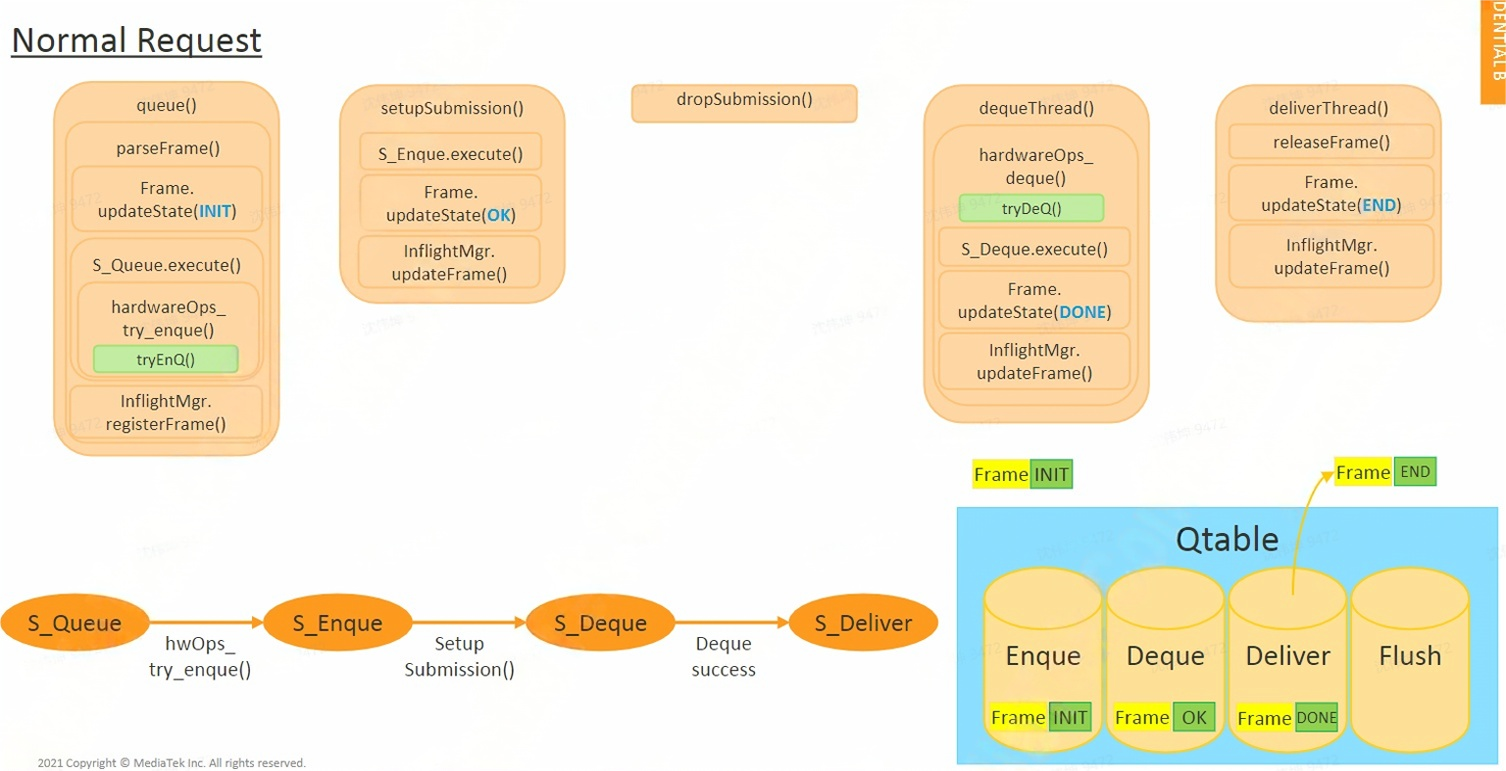 Normal Request
DENTIAL B
queue()
parseFrame()
Frame.
updateState(INIT)
S_Queue.execute()
hardwareOps_
try_enque()
tryEnQ()
InflightMgr.
registerFrame()
setupSubmission()
S_Enque.execute()
Frame.
updateState(OK)
InflightMgr.
updateFrame()
dropSubmission()
dequeThread()
hardwareOps_
deque()
tryDeQ()
S_Deque.execute()
Frame.
updateState(DONE)
InflightMgr.
updateFrame()
deliverThread()
releaseFrame()
Frame.
updateState(END)
InflightMgr.
updateFrame()
S_Queue
hwOps_
try_enque()
S_Enque
Setup
Submission()
S_Deque
Deque
success
S_Deliver
Frame INIT
Frame END
Qtable
Enque
Deque
Deliver
Flush
Frame INIT
Frame OK
Frame DONE
2021 Copyright © MediaTek Inc. All rights reserved.